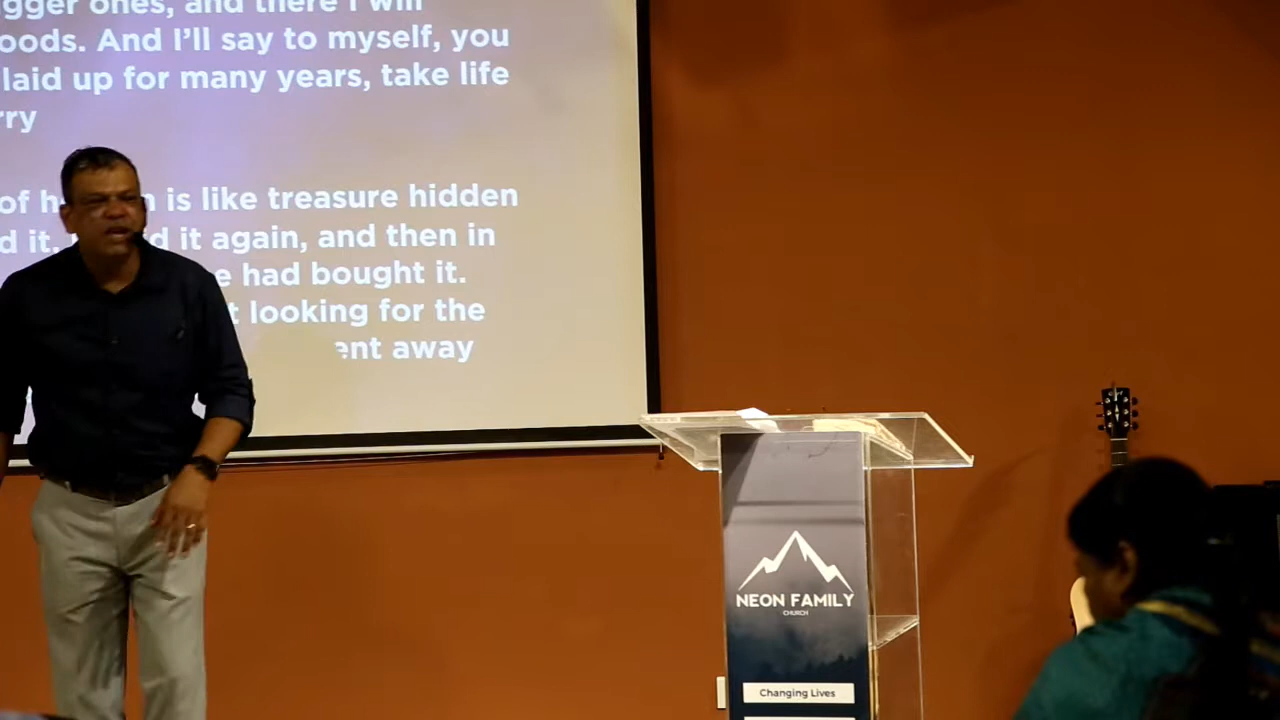 gger ones, and there I will
oods. And I'll say to myself, you
laid up for many years, take life
rry
of h n is like treasure hidden
d it. id it again, and then in
e had bought it.
t looking for the
ent away
NEON FAMILY
CHURCH
Changing Lives